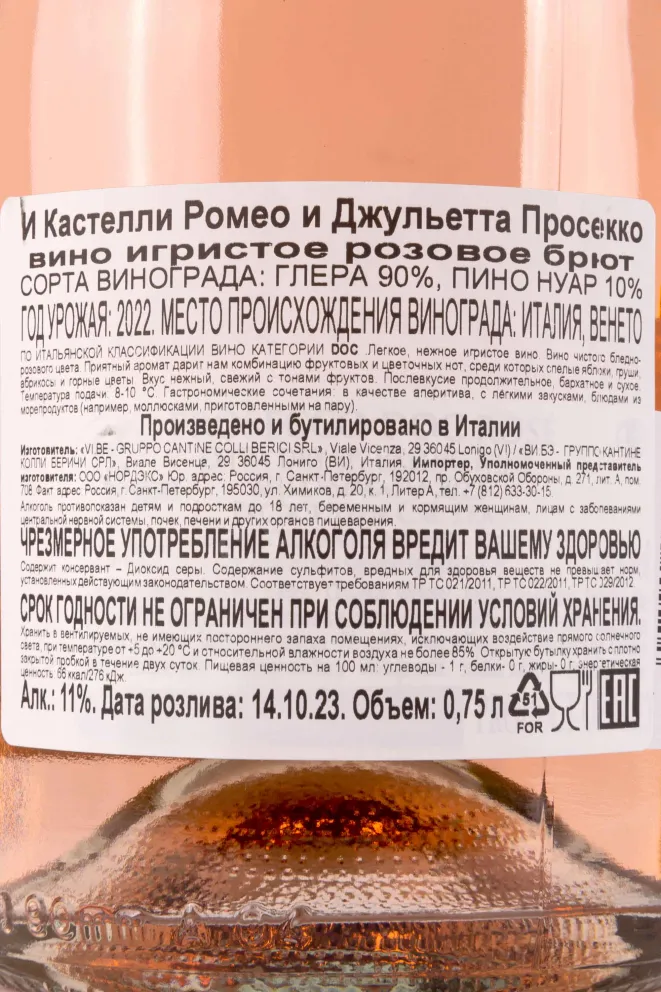 И Кастелли Ромео и Джульетта Просекко
вино игристое розовое брют
СОРТА ВИНОГРАДА: ГЛЕРА 90%, ПИНО НУАР 10%
ГОД УРОЖАЯ: 2022. МЕСТО ПРОИСХОЖДЕНИЯ ВИНОГРАДА: ИТАЛИЯ, ВЕНЕТО
ПО ИТАЛЬЯНСКОЙ КЛАССИФИКАЦИИ ВИНО КАТЕГОРИИ DOC .Легкое, нежное игристое вино. Вино чистого бледно-
розового цвета. Приятный аромат дарит нам комбинацию фруктовых и цветочных нот, среди которых спелые яблоки, груши,
абрикосы и горные цветы. Вкус нежный, свежий с тонами фруктов. Послевкусие продолжительное, бархатное и сухое.
Температура подачи: 8-10 °C. Гастрономические сочетания: в качестве аперитива, с лёгкими закусками, блюдами из
морепродуктов (например, моллюсками, приготовленными на пару).
Произведено и бутилировано в Италии
Изготовитель: «VI.BE - GRUPPO CANTINE COLLI BERICI SRL», Viale Vicenza, 29 36045 Lonigo (VI) / «ВИ.БЭ - ГРУППО КАНТИНЕ
КОЛЛИ БЕРИЧИ СРЛ», Виале Висенца, 29 36045 Лониго (ВИ), Италия. Импортер, Уполномоченный представитель
изготовителя: ООО «НОРДЭКС» Юр. адрес: Россия, г. Санкт-Петербург, 192012, пр. Обуховской Обороны, д. 271, лит. А, пом.
708 Факт адрес Россия, г. Санкт-Петербург, 195030, ул. Химиков, д. 20, к. 1, Литер А, тел. +7 (812) 633-30-15.
Алкоголь противопоказан детям и подросткам до 18 лет, беременным и кормящим женщинам, лицам с заболеваниями
центральной нервной системы, почек, печени и других органов пищеварения.
ЧРЕЗМЕРНОЕ УПОТРЕБЛЕНИЕ АЛКОГОЛЯ ВРЕДИТ ВАШЕМУ ЗДОРОВЬЮ
Содержит консервант – Диоксид серы. Содержание сульфитов, вредных для здоровья веществ не превышает норм,
установленных действующим законодательством. Соответствует требованиям ТР ТС 021/2011, ТР ТС 022/2011, ТР ТС 029/2012.
СРОК ГОДНОСТИ НЕ ОГРАНИЧЕН ПРИ СОБЛЮДЕНИИ УСЛОВИЙ ХРАНЕНИЯ.
Хранить в вентилируемых, не имеющих постороннего запаха помещениях, исключающих воздействие прямого солнечного
света, при температуре от +5 до +20 °C и относительной влажности воздуха не более 85%. Открытую бутылку хранить с плотно
закрытой пробкой в течение двух суток. Пищевая ценность на 100 мл: углеводы - 1 г, белки- 0 г, жиры- 0 г, энергетическая
ценность 66 ккал/276 кДж.
Алк.: 11%. Дата розлива: 14.10.23. Объем: 0,75 л
51
FOR
EAC